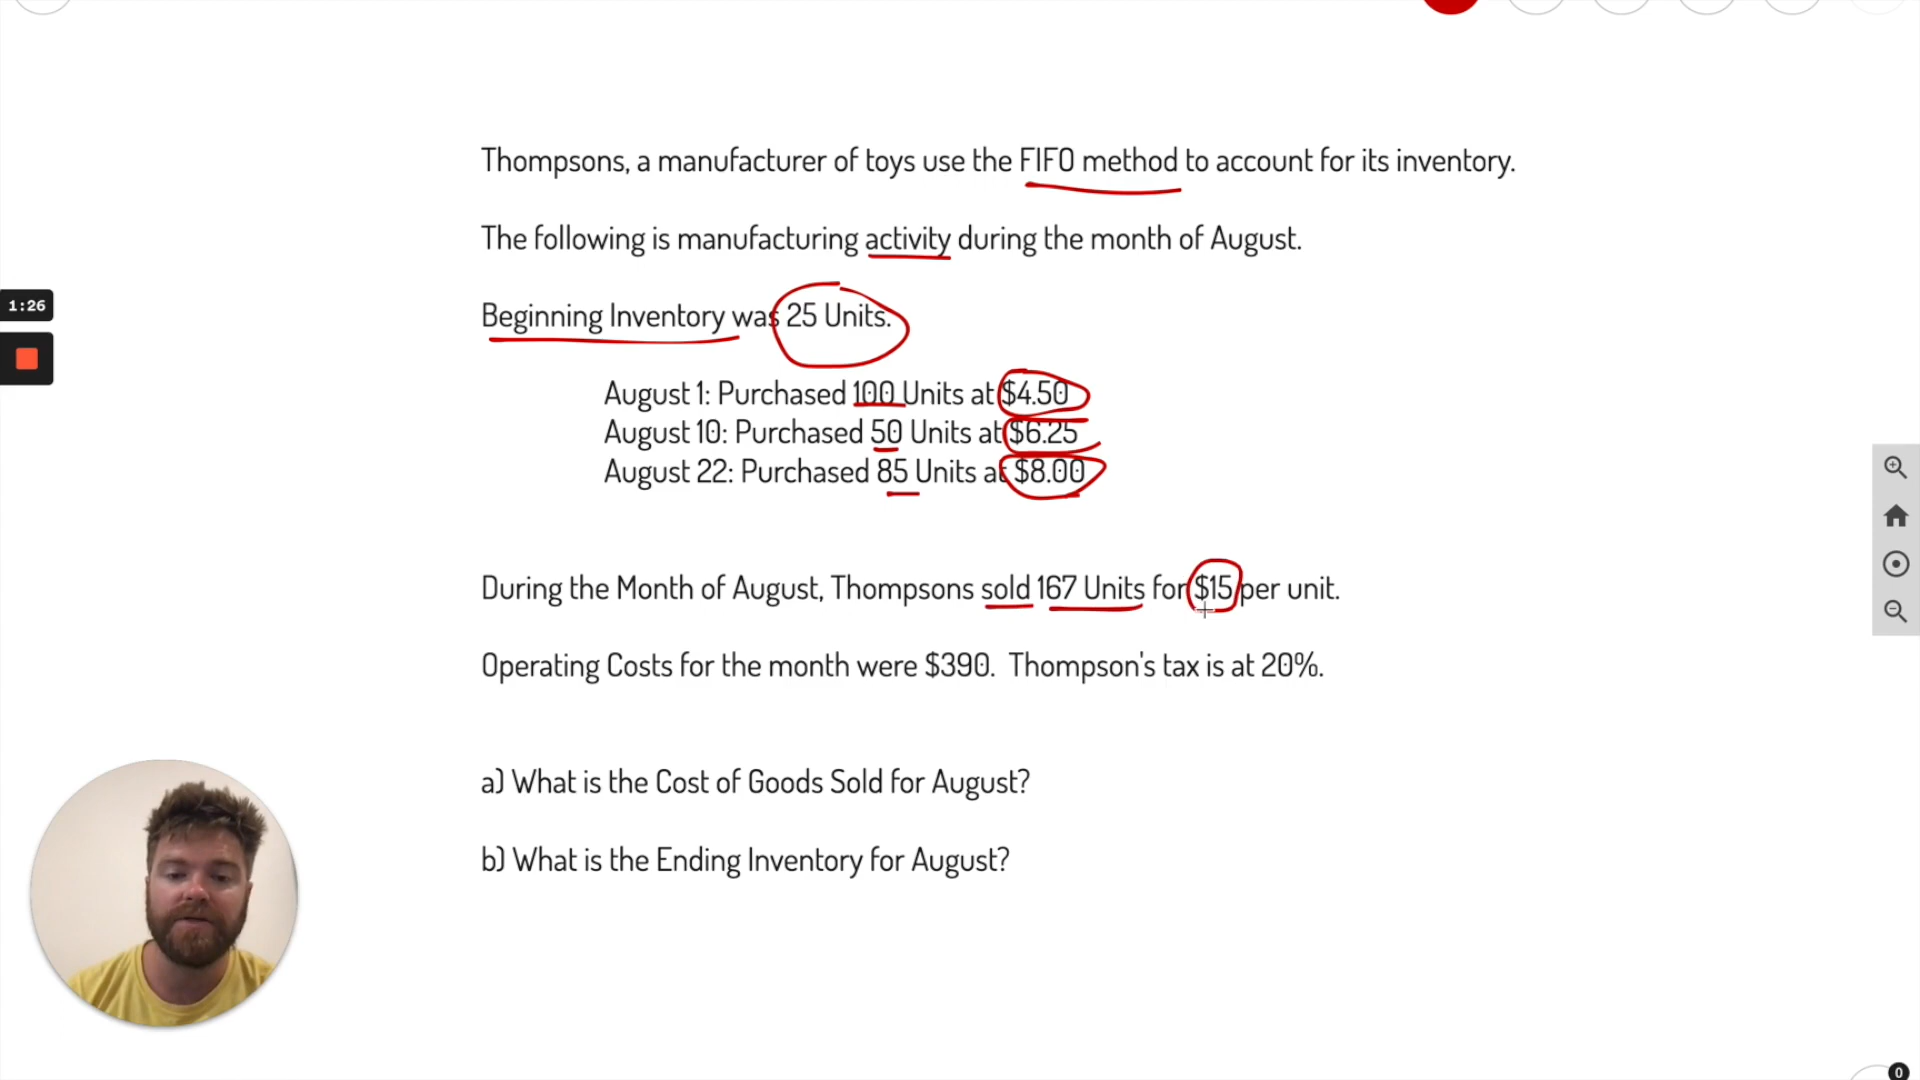 Thompsons, a manufacturer of toys use the FIFO method to account for its inventory.
The following is manufacturing activity during the month of August.
Beginning Inventory was 25 Units.
1:26
August 1: Purchased 100 Units at $4.50
August 10: Purchased 50 Units at $6.25
August 22: Purchased 85 Units at $8.00
During the Month of August, Thompsons sold 167 Units for $15 per unit.
Operating Costs for the month were $390. Thompson's tax is at 20%.
a) What is the Cost of Goods Sold for August?
b) What is the Ending Inventory for August?
0